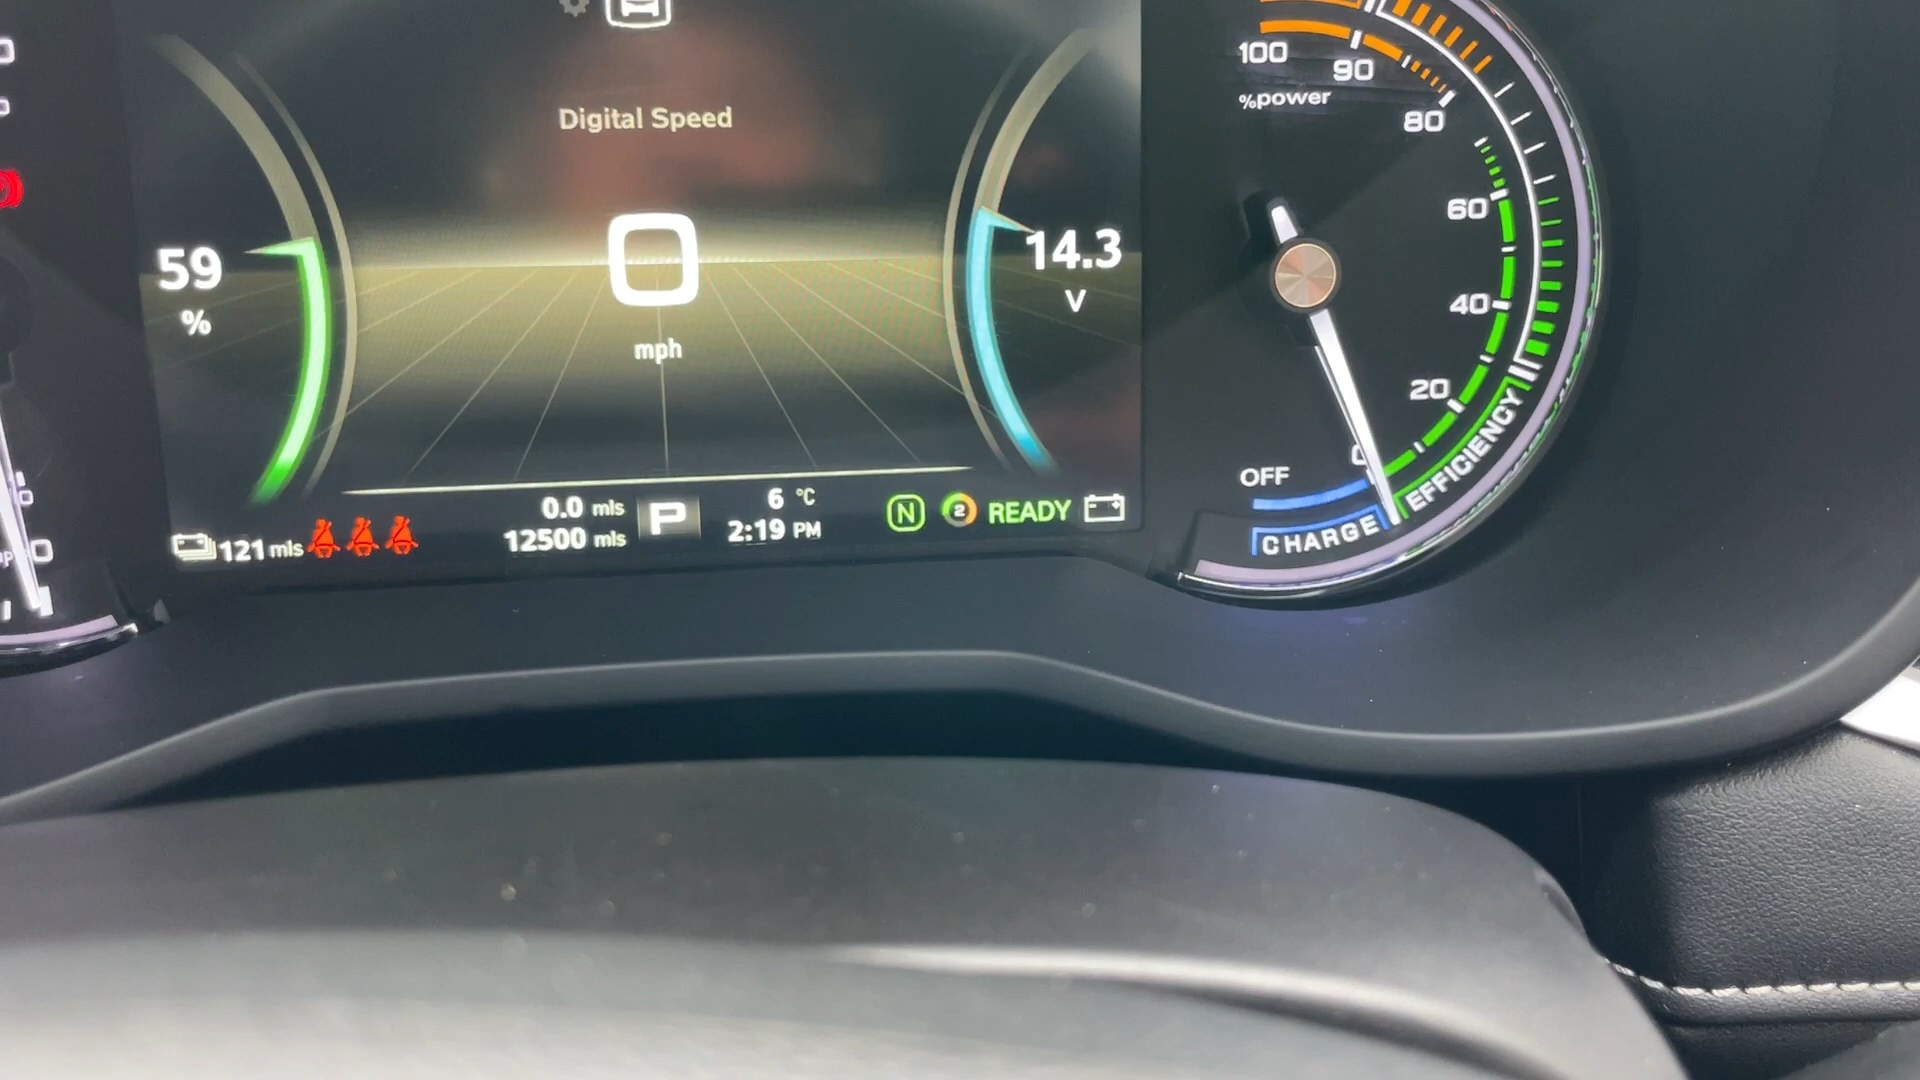 Digital Speed
0
mph
59
%
14.3
V
121 mls
0.0 mls
12500 mls
P
6 °C
2:19 PM
N
2
READY
100
90
80
%power
60
40
20
0
OFF
CHARGE
EFFICIENCY